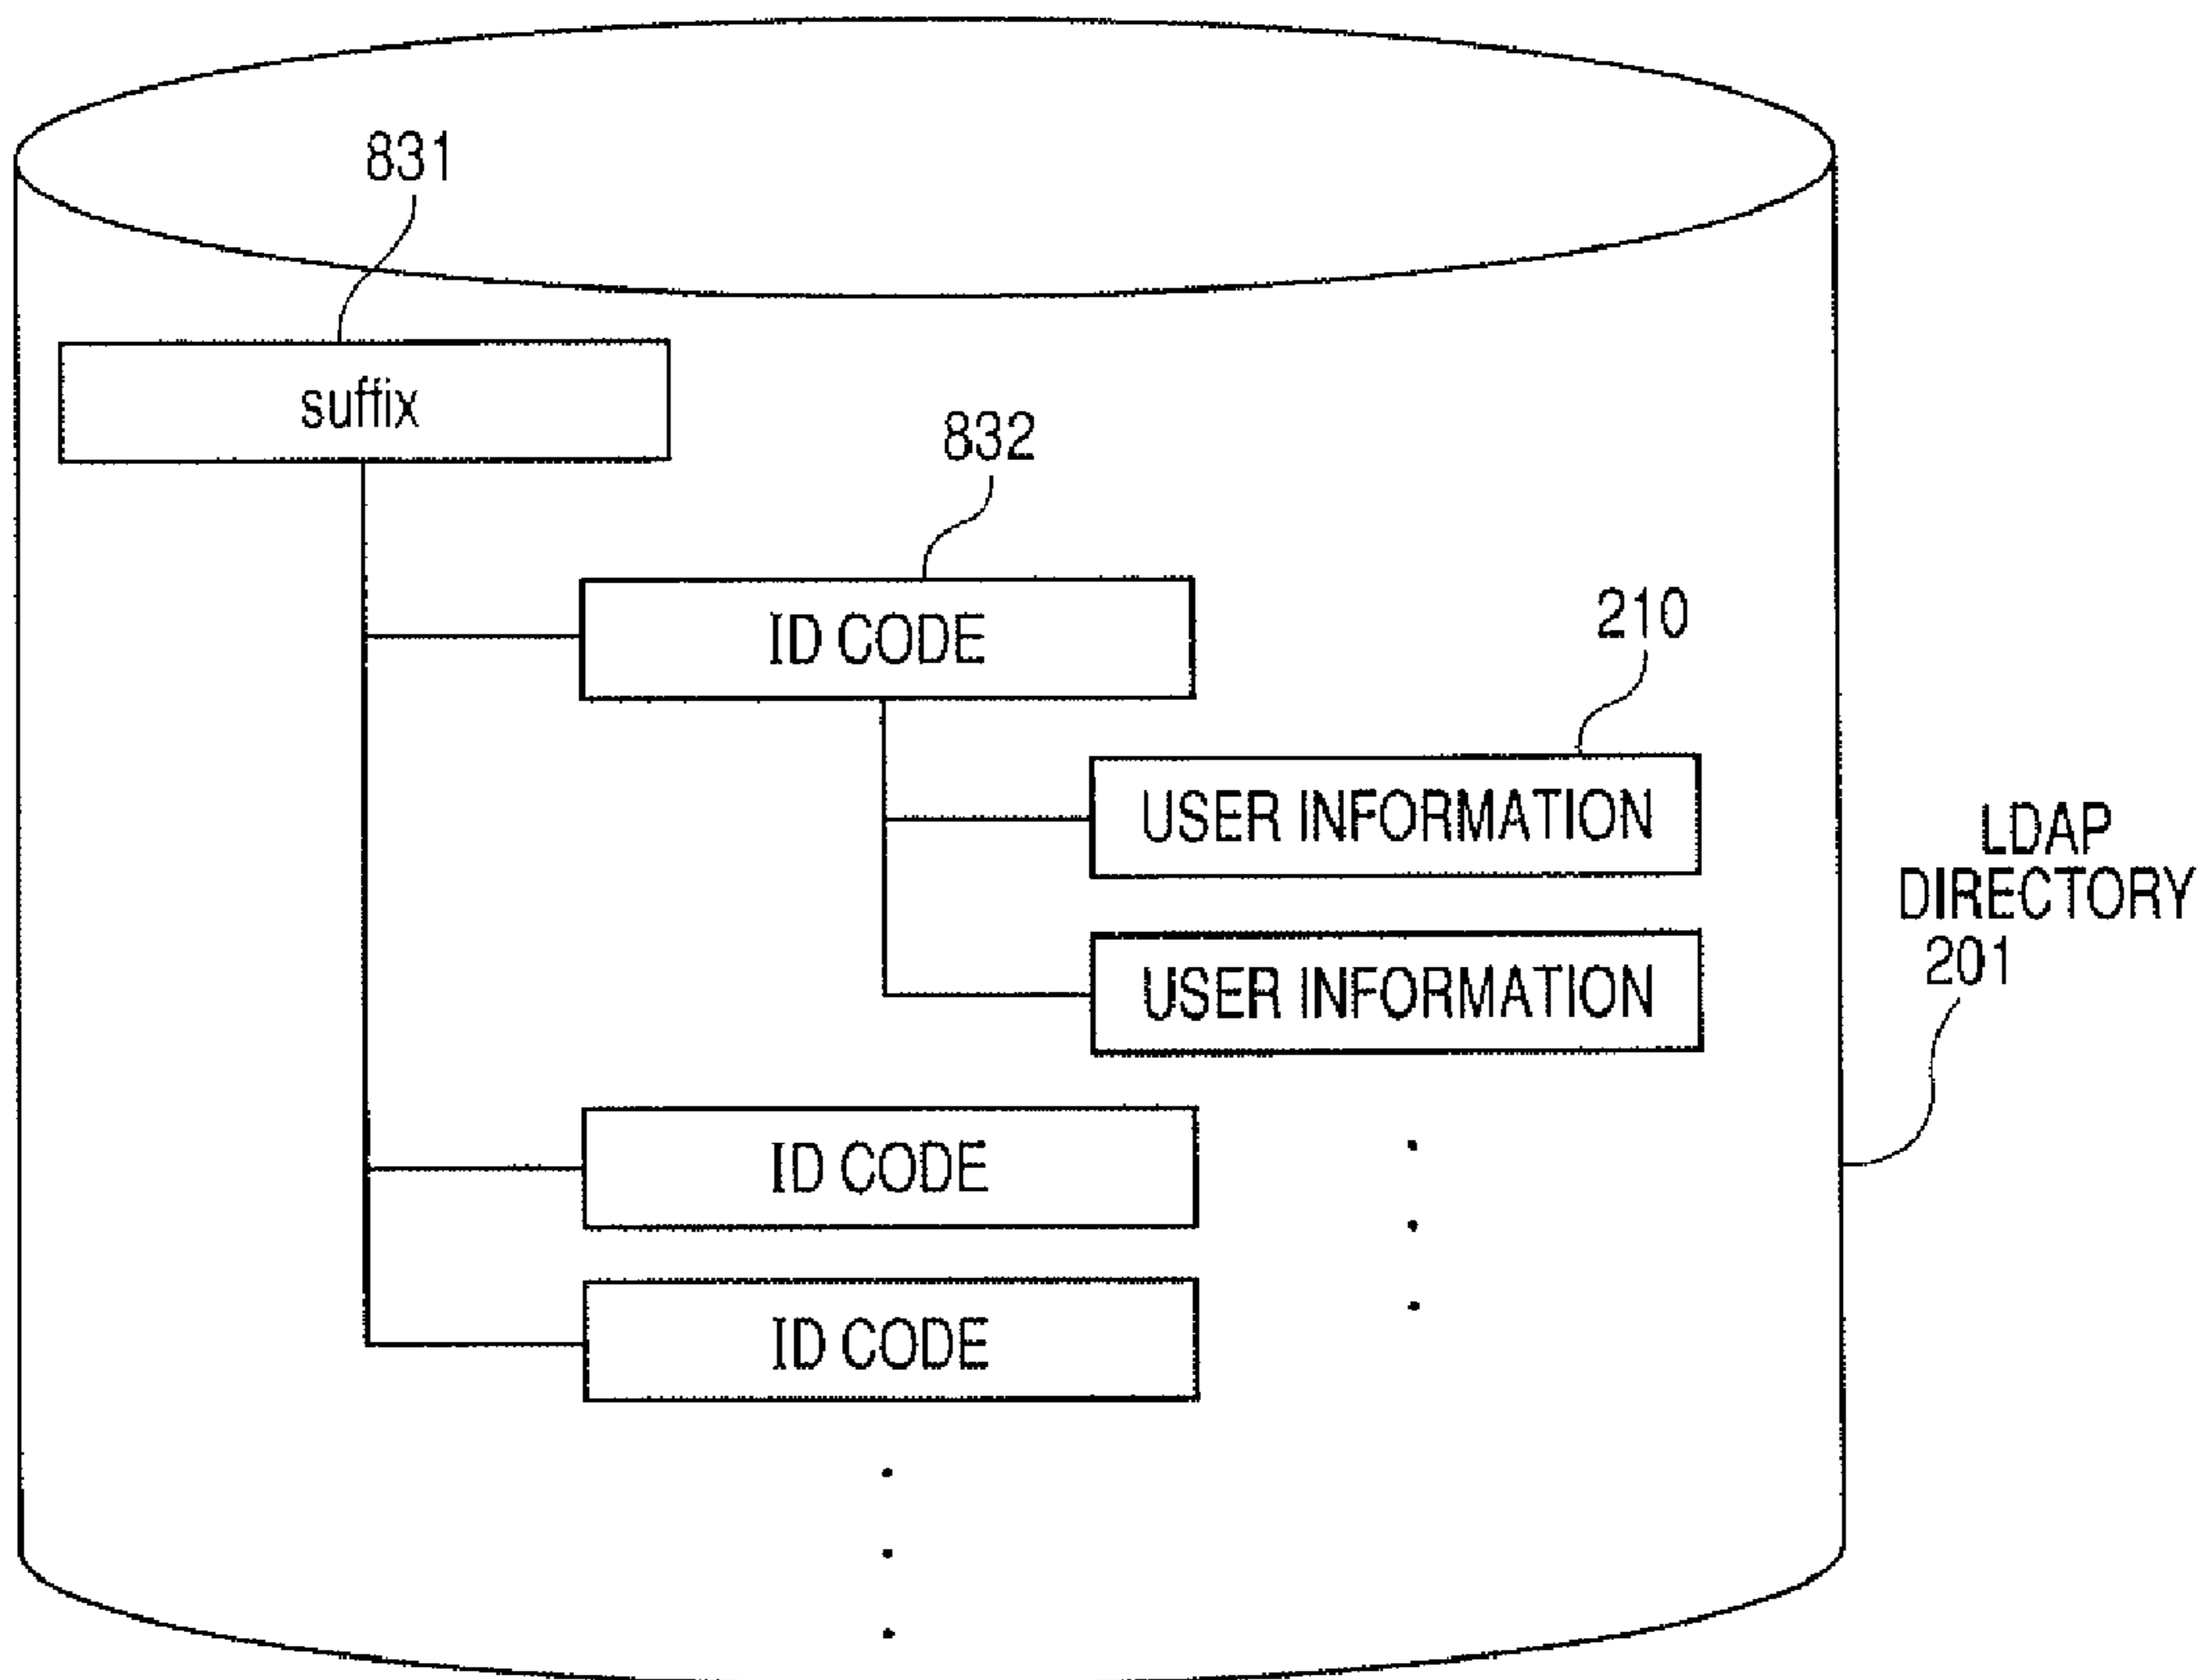 831
suffix
832
ID CODE
210
USER INFORMATION
LDAP
DIRECTORY
201
USER INFORMATION
ID CODE
ID CODE